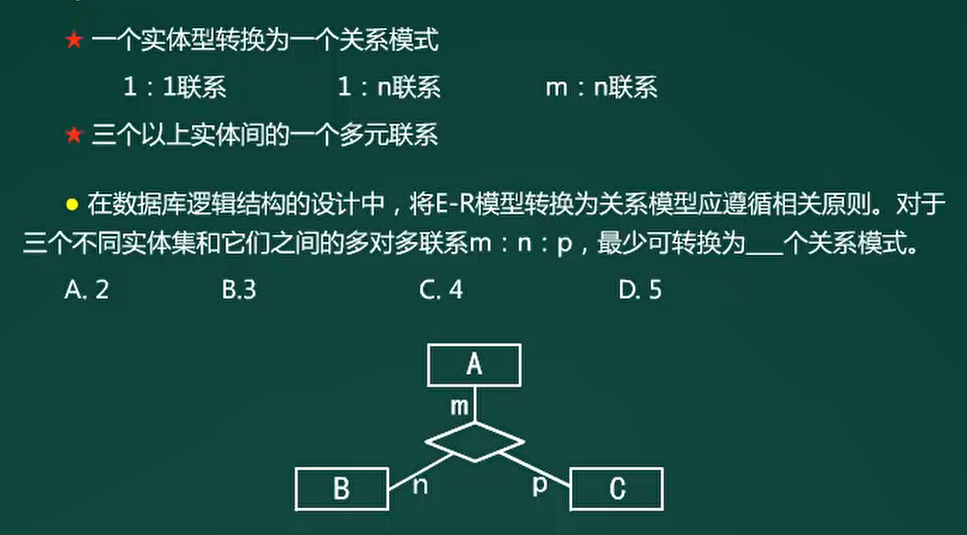 ★ 一个实体型转换为一个关系模式
1：1联系 1：n联系 m：n联系
★ 三个以上实体间的一个多元联系
● 在数据库逻辑结构的设计中，将E-R模型转换为关系模型应遵循相关原则。对于
三个不同实体集和它们之间的多对多联系m：n：p，最少可转换为___个关系模式。
A. 2 B.3 C. 4 D. 5
A
m
B n p C